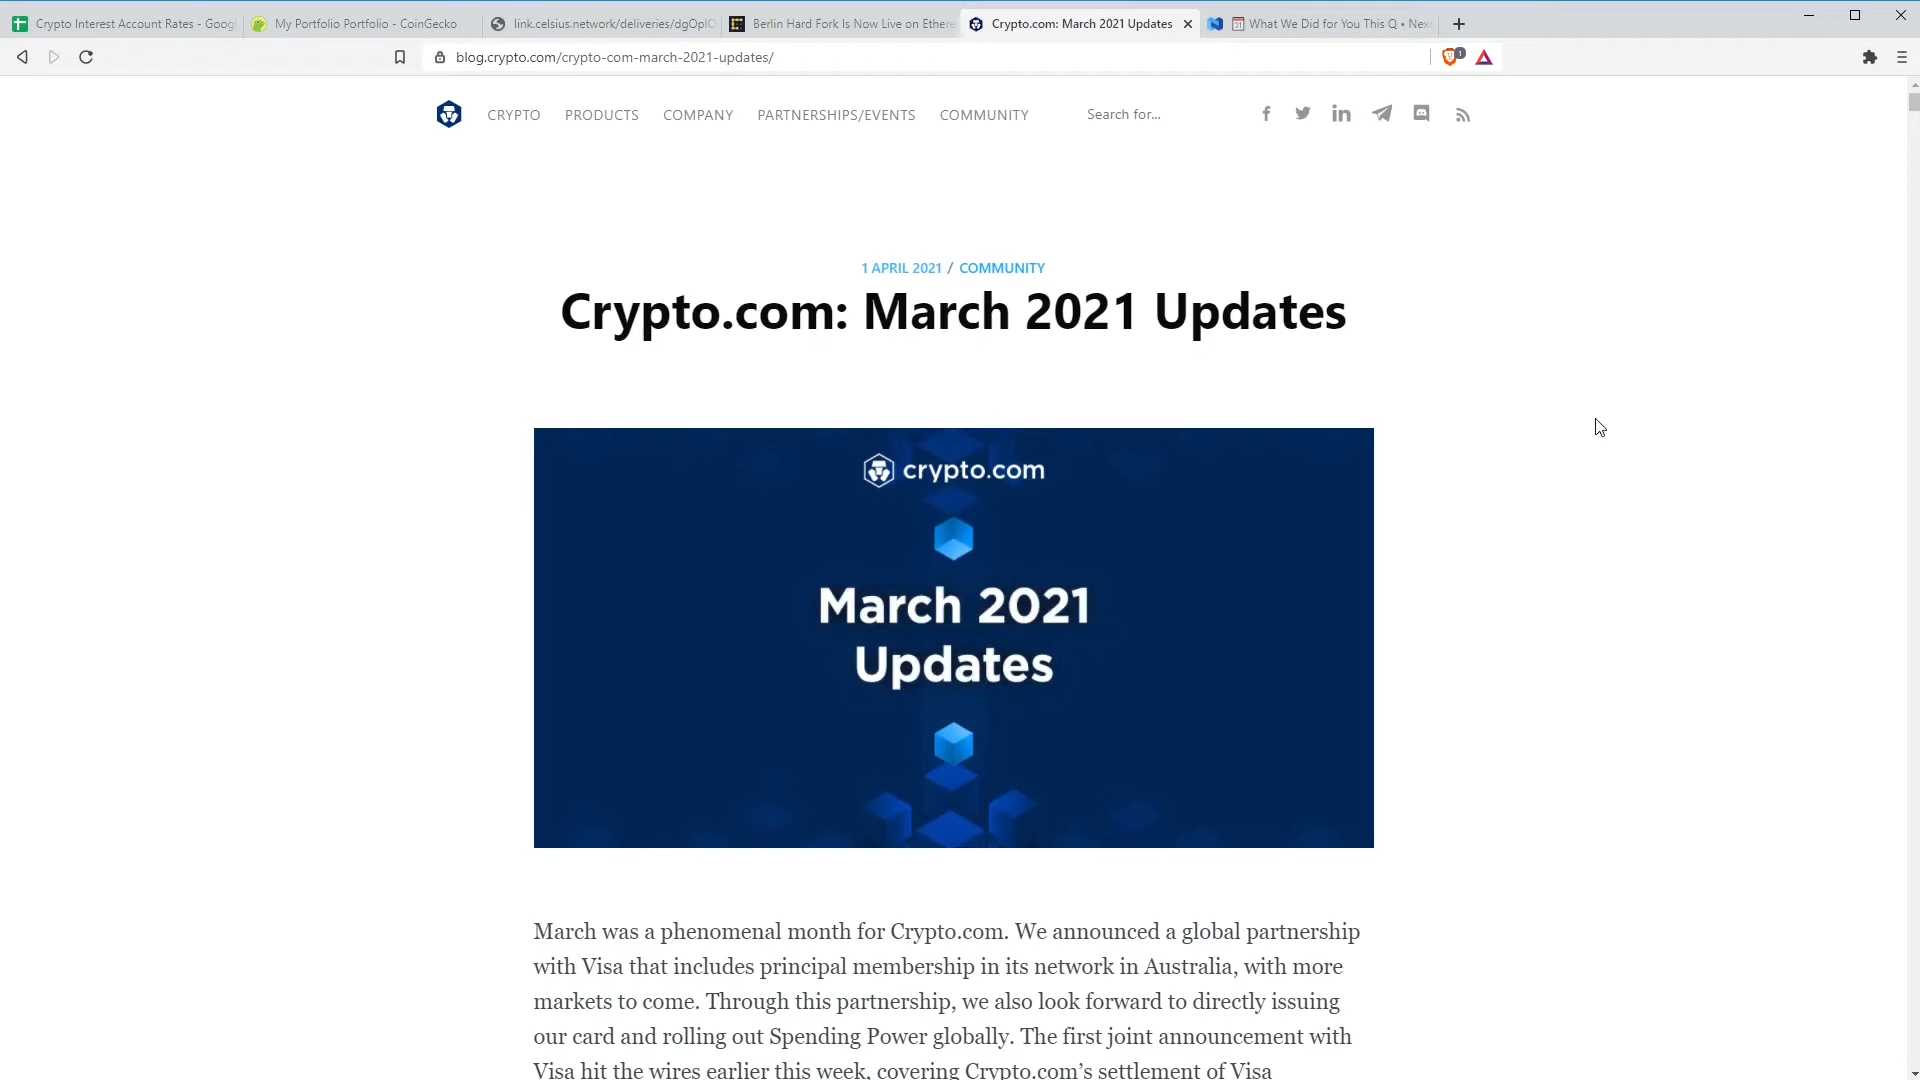 Crypto Interest Account Rates - Goog
My Portfolio Portfolio - CoinGecko
link.celsius.network/deliveries/dgOpIC
Berlin Hard Fork Is Now Live on Ethere
Crypto.com: March 2021 Updates
What We Did for You This Q • Nex
blog.crypto.com/crypto-com-march-2021-updates/
1
CRYPTO
PRODUCTS
COMPANY
PARTNERSHIPS/EVENTS
COMMUNITY
Search for...
1 APRIL 2021 / COMMUNITY
Crypto.com: March 2021 Updates
crypto.com
March 2021
Updates
March was a phenomenal month for Crypto.com. We announced a global partnership
with Visa that includes principal membership in its network in Australia, with more
markets to come. Through this partnership, we also look forward to directly issuing
our card and rolling out Spending Power globally. The first joint announcement with
Visa hit the wires earlier this week, covering Crypto.com’s settlement of Visa